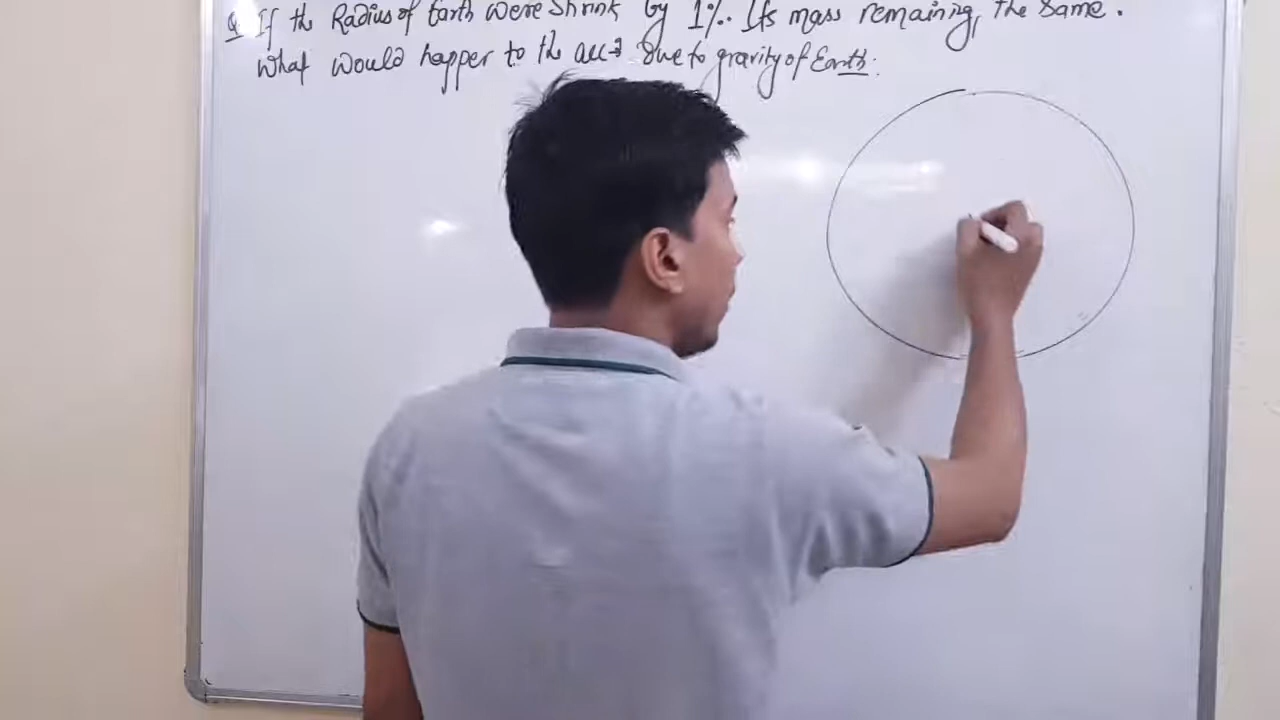 Q. If the Radius of Earth were Shrink by 1%. Its mass remaining, the Same.
What would happer to the acc→ Due to gravity of Earth: